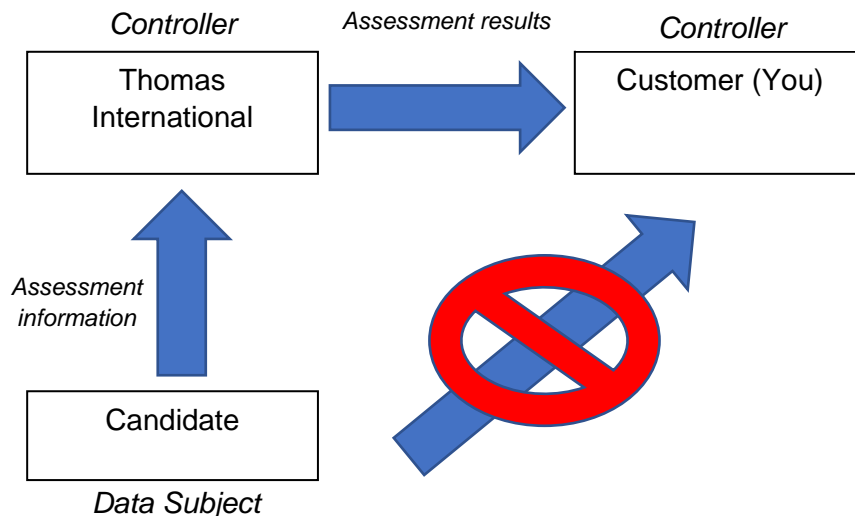 Controller
Assessment results
Controller
Thomas
International
Customer (You)
Assessment
information
Candidate
Data Subject